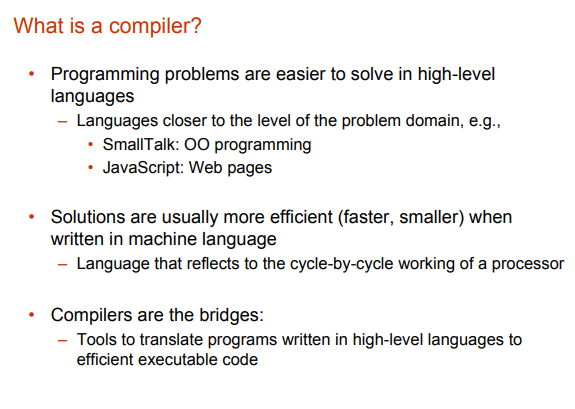 What is a compiler?
• Programming problems are easier to solve in high-level
languages
– Languages closer to the level of the problem domain, e.g.,
• SmallTalk: OO programming
• JavaScript: Web pages
• Solutions are usually more efficient (faster, smaller) when
written in machine language
– Language that reflects to the cycle-by-cycle working of a processor
• Compilers are the bridges:
– Tools to translate programs written in high-level languages to
efficient executable code